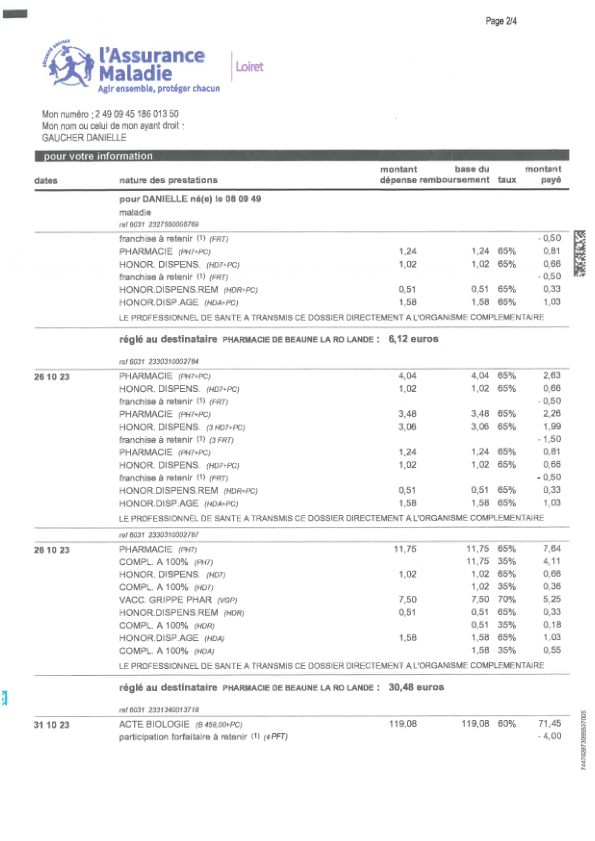 Page 2/4
SÉCURITÉ SOCIALE
l'Assurance
Maladie
Agir ensemble, protéger chacun
Loiret
Mon numéro : 2 49 09 45 186 013 50
Mon nom ou celui de mon ayant droit :
GAUCHER DANIELLE
pour votre information
dates nature des prestations montant dépense base du remboursement taux montant payé
pour DANIELLE né(e) le 08 09 49
maladie
ref 6031 2327590006769
franchise à retenir (1) (FRT) - 0,50
PHARMACIE (PH7+PC) 1,24 1,24 65% 0,81
HONOR. DISPENS. (HD7+PC) 1,02 1,02 65% 0,66
franchise à retenir (1) (FRT) - 0,50
HONOR.DISPENS.REM (HDR+PC) 0,51 0,51 65% 0,33
HONOR.DISP.AGE (HDA+PC) 1,58 1,58 65% 1,03
LE PROFESSIONNEL DE SANTE A TRANSMIS CE DOSSIER DIRECTEMENT A L'ORGANISME COMPLEMENTAIRE
réglé au destinataire PHARMACIE DE BEAUNE LA RO LANDE : 6,12 euros
ref 6031 2330310002784
26 10 23 PHARMACIE (PH7+PC) 4,04 4,04 65% 2,63
HONOR. DISPENS. (HD7+PC) 1,02 1,02 65% 0,66
franchise à retenir (1) (FRT) - 0,50
PHARMACIE (PH7+PC) 3,48 3,48 65% 2,26
HONOR. DISPENS. (3 HD7+PC) 3,06 3,06 65% 1,99
franchise à retenir (1) (3 FRT) - 1,50
PHARMACIE (PH7+PC) 1,24 1,24 65% 0,81
HONOR. DISPENS. (HD7+PC) 1,02 1,02 65% 0,66
franchise à retenir (1) (FRT) - 0,50
HONOR.DISPENS.REM (HDR+PC) 0,51 0,51 65% 0,33
HONOR.DISP.AGE (HDA+PC) 1,58 1,58 65% 1,03
LE PROFESSIONNEL DE SANTE A TRANSMIS CE DOSSIER DIRECTEMENT A L'ORGANISME COMPLEMENTAIRE
ref 6031 2330310002787
26 10 23 PHARMACIE (PH7) 11,75 11,75 65% 7,64
COMPL. A 100% (PH7) 11,75 35% 4,11
HONOR. DISPENS. (HD7) 1,02 1,02 65% 0,66
COMPL. A 100% (HD7) 1,02 35% 0,36
VACC. GRIPPE PHAR (VGP) 7,50 7,50 70% 5,25
HONOR.DISPENS.REM (HDR) 0,51 0,51 65% 0,33
COMPL. A 100% (HDR) 0,51 35% 0,18
HONOR.DISP.AGE (HDA) 1,58 1,58 65% 1,03
COMPL. A 100% (HDA) 1,58 35% 0,55
LE PROFESSIONNEL DE SANTE A TRANSMIS CE DOSSIER DIRECTEMENT A L'ORGANISME COMPLEMENTAIRE
réglé au destinataire PHARMACIE DE BEAUNE LA RO LANDE : 30,48 euros
ref 6031 2331340013718
31 10 23 ACTE BIOLOGIE (B 458,00+PC) 119,08 119,08 60% 71,45
participation forfaitaire à retenir (1) (4 PFT) - 4,00